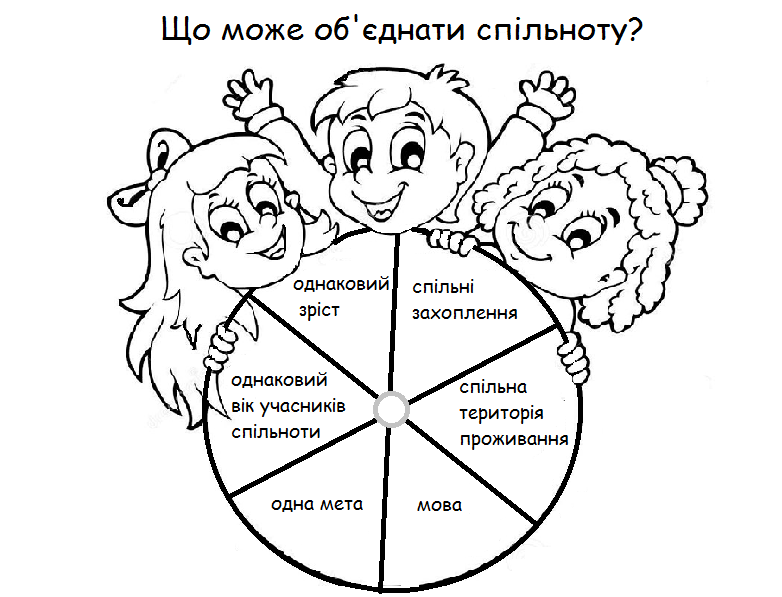 Що може об'єднати спільноту?
однаковий
зріст
спільні
захоплення
спільна
територія
проживання
мова
одна мета
однаковий
вік учасників
спільноти